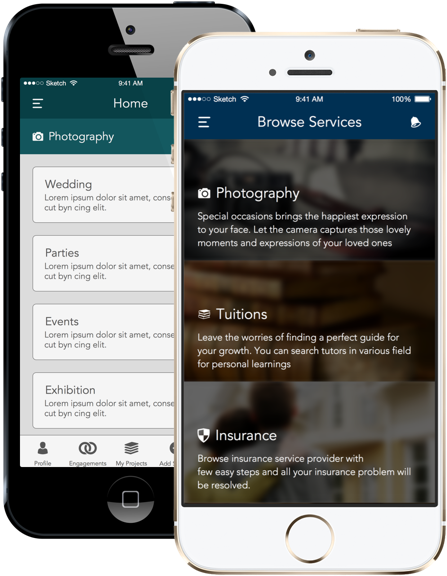 Sketch 9:41 AM
Home
Photography
Wedding
Lorem ipsum dolor sit amet, cons
cut byn cing elit.
Parties
Lorem ipsum dolor sit amet, cons
cut byn cing elit.
Events
Lorem ipsum dolor sit amet, cons
cut byn cing elit.
Exhibition
Lorem ipsum dolor sit amet, cons
cut byn cing elit.
Profile Engagements My Projects Add
Sketch 9:41 AM 100%
Browse Services
Photography
Special occasions brings the happiest expression
to your face. Let the camera captures those lovely
moments and expressions of your loved ones
Tuitions
Leave the worries of finding a perfect guide for
your growth. You can search tutors in various field
for personal learnings
Insurance
Browse insurance service provider with
few easy steps and all your insurance problem will
be resolved.